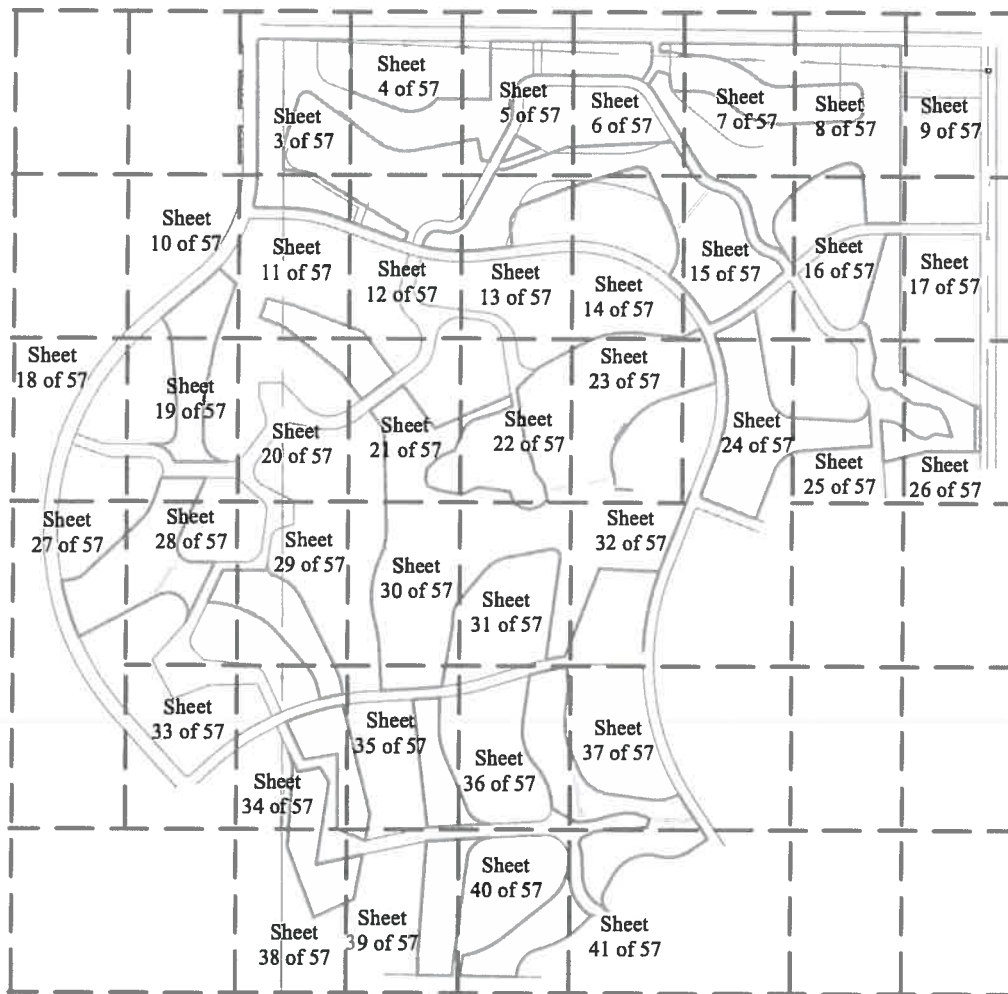 Sheet
3 of 57
Sheet
4 of 57
Sheet
5 of 57
Sheet
6 of 57
Sheet
7 of 57
Sheet
8 of 57
Sheet
9 of 57
Sheet
10 of 57
Sheet
11 of 57
Sheet
12 of 57
Sheet
13 of 57
Sheet
14 of 57
Sheet
15 of 57
Sheet
16 of 57
Sheet
17 of 57
Sheet
18 of 57
Sheet
19 of 57
Sheet
20 of 57
Sheet
21 of 57
Sheet
22 of 57
Sheet
23 of 57
Sheet
24 of 57
Sheet
25 of 57
Sheet
26 of 57
Sheet
27 of 57
Sheet
28 of 57
Sheet
29 of 57
Sheet
30 of 57
Sheet
31 of 57
Sheet
32 of 57
Sheet
33 of 57
Sheet
34 of 57
Sheet
35 of 57
Sheet
36 of 57
Sheet
37 of 57
Sheet
38 of 57
Sheet
39 of 57
Sheet
40 of 57
Sheet
41 of 57